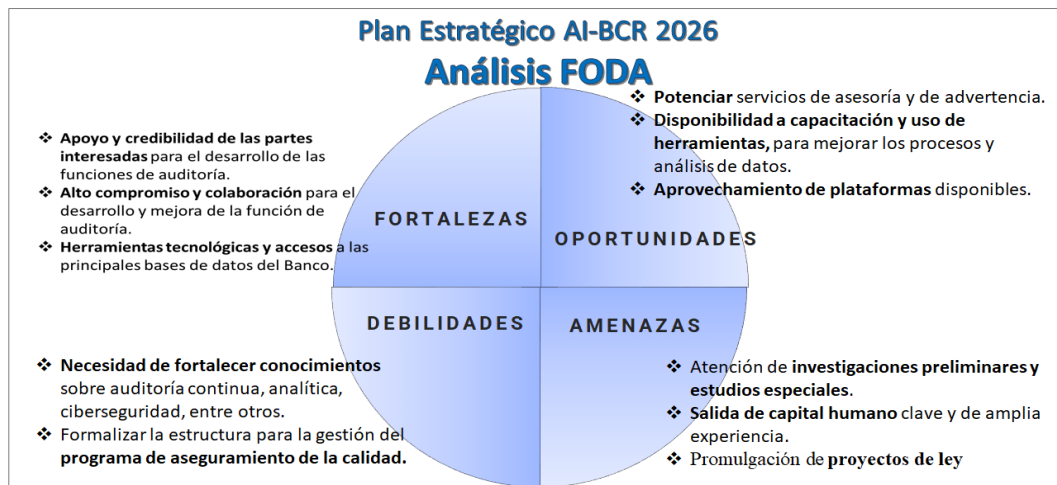 Plan Estratégico AI-BCR 2026
Análisis FODA
❖ Apoyo y credibilidad de las partes
interesadas para el desarrollo de las
funciones de auditoría.
❖ Alto compromiso y colaboración para el
desarrollo y mejora de la función de
auditoría.
❖ Herramientas tecnológicas y accesos a las
principales bases de datos del Banco.
FORTALEZAS
❖ Potenciar servicios de asesoría y de advertencia.
❖ Disponibilidad a capacitación y uso de
herramientas, para mejorar los procesos y
análisis de datos.
❖ Aprovechamiento de plataformas disponibles.
OPORTUNIDADES
DEBILIDADES
❖ Necesidad de fortalecer conocimientos
sobre auditoría continua, analítica,
ciberseguridad, entre otros.
❖ Formalizar la estructura para la gestión del
programa de aseguramiento de la calidad.
AMENAZAS
❖ Atención de investigaciones preliminares y
estudios especiales.
❖ Salida de capital humano clave y de amplia
experiencia.
❖ Promulgación de proyectos de ley